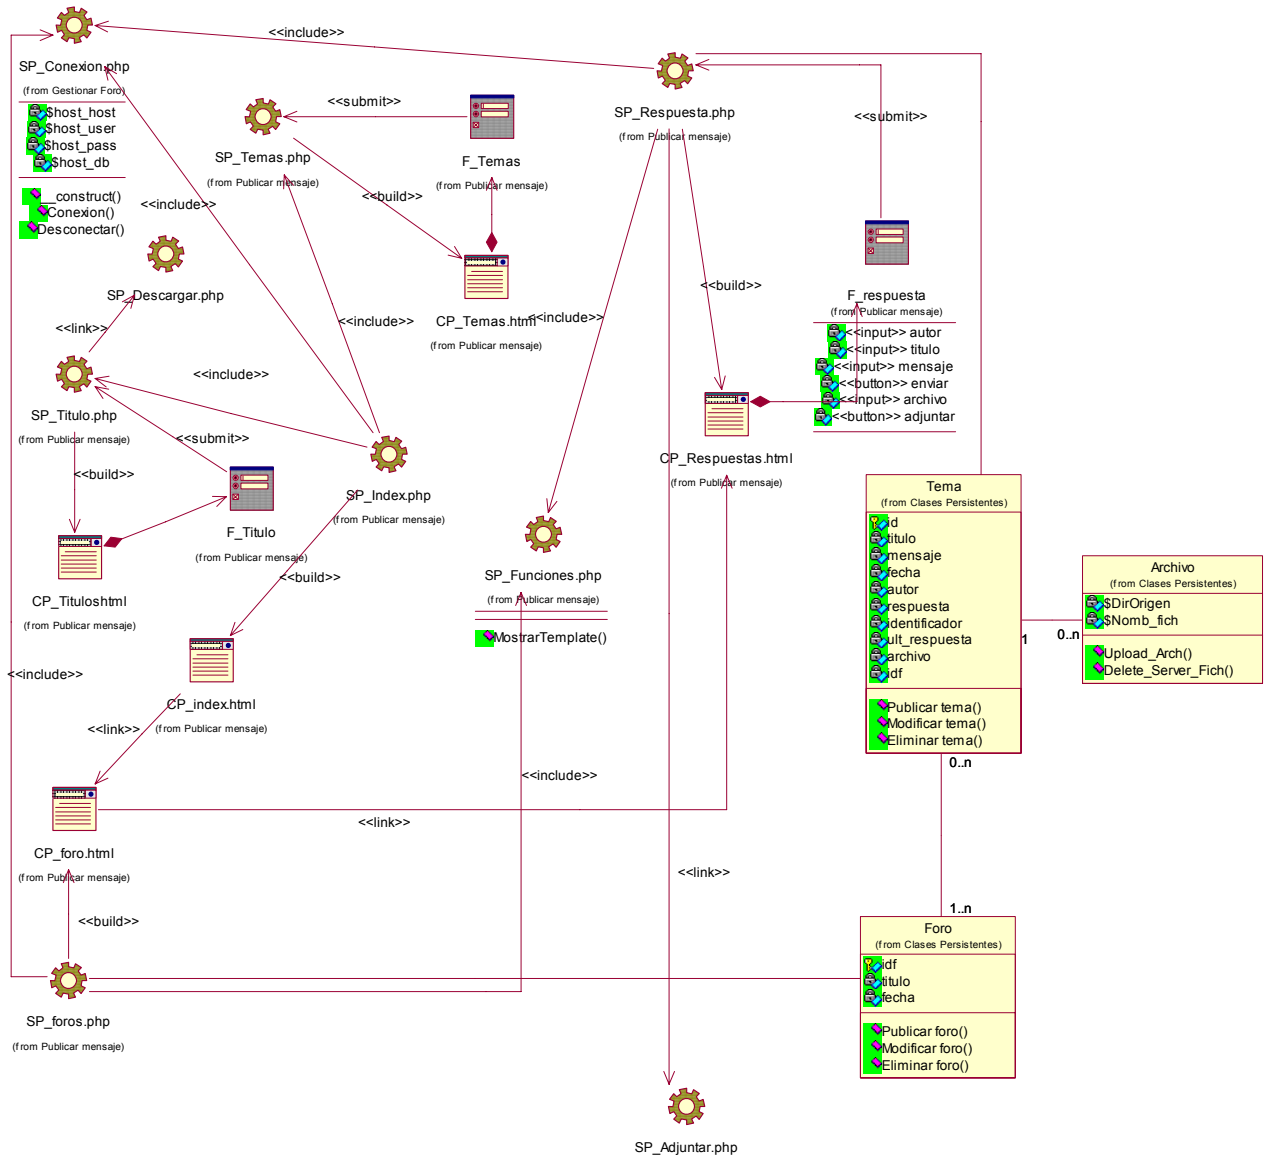 <<include>>
SP_Conexion.php
(from Gestionar Foro)
$host_host
$host_user
$host_pass
$host_db
__construct()
Conexion()
Desconectar()
<<include>>
<<submit>>
SP_Temas.php
(from Publicar mensaje)
F_Temas
(from Publicar mensaje)
<<build>>
CP_Temas.html
(from Publicar mensaje)
<<include>>
SP_Respuesta.php
(from Publicar mensaje)
<<submit>>
F_respuesta
(from Publicar mensaje)
<<input>> autor
<<input>> titulo
<<input>> mensaje
<<button>> enviar
<<input>> archivo
<<button>> adjuntar
<<build>>
<<include>>
CP_Respuestas.html
(from Publicar mensaje)
SP_Descargar.php
<<link>>
SP_Titulo.php
(from Publicar mensaje)
<<include>>
<<submit>>
<<build>>
F_Titulo
(from Publicar mensaje)
CP_Tituloshtml
(from Publicar mensaje)
SP_Index.php
(from Publicar mensaje)
<<build>>
SP_Funciones.php
(from Publicar mensaje)
MostrarTemplate()
Tema
(from Clases Persistentes)
id
titulo
mensaje
fecha
autor
respuesta
identificador
ult_respuesta
archivo
idf
Publicar tema()
Modificar tema()
Eliminar tema()
1
0..n
Archivo
(from Clases Persistentes)
$DirOrigen
$Nomb_fich
Upload_Arch()
Delete_Server_Fich()
<<include>>
CP_index.html
(from Publicar mensaje)
<<link>>
CP_foro.html
(from Publicar mensaje)
<<link>>
<<include>>
0..n
<<link>>
1..n
<<build>>
SP_foros.php
(from Publicar mensaje)
Foro
(from Clases Persistentes)
idf
titulo
fecha
Publicar foro()
Modificar foro()
Eliminar foro()
SP_Adjuntar.php